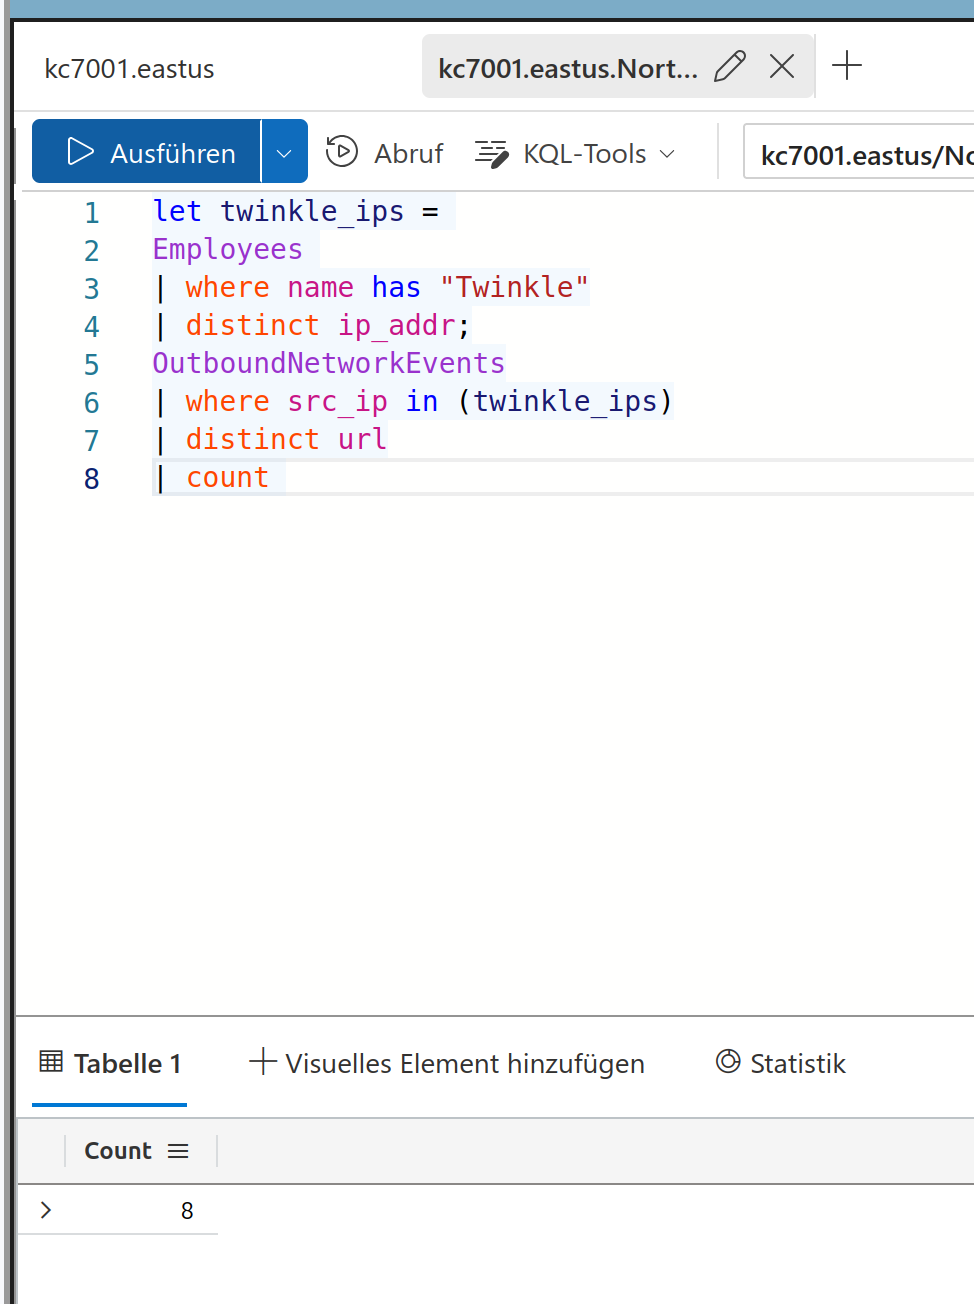 kc7001.eastus
kc7001.eastus.Nort...
Ausführen
Abruf
KQL-Tools
kc7001.eastus/No
1 let twinkle_ips =
2 Employees
3 | where name has "Twinkle"
4 | distinct ip_addr;
5 OutboundNetworkEvents
6 | where src_ip in (twinkle_ips)
7 | distinct url
8 | count
Tabelle 1
Visuelles Element hinzufügen
Statistik
Count
8